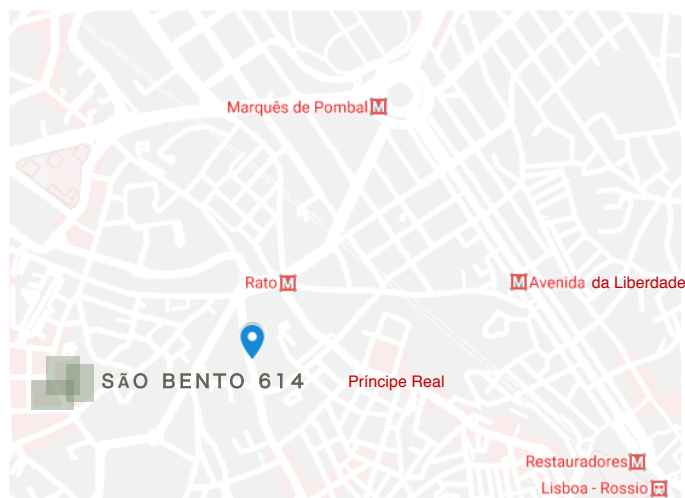 Marquês de Pombal M
Rato M
M Avenida da Liberdade
SÃO BENTO 614
Príncipe Real
Restauradores M
Lisboa - Rossio